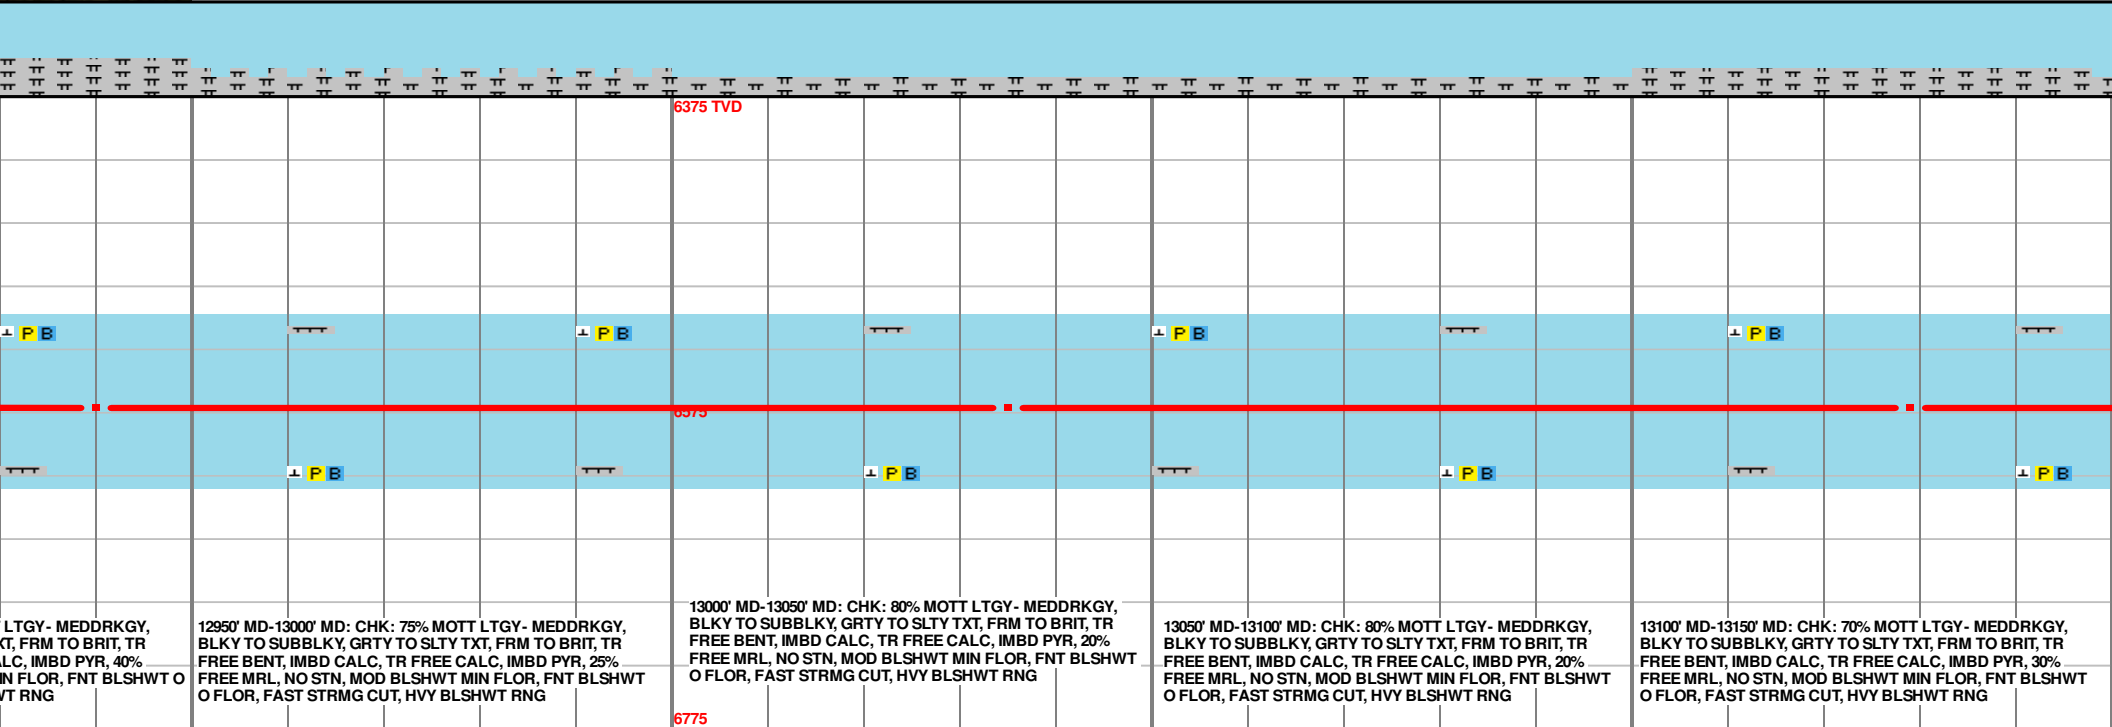 6375 TVD
P B
P B
P B
P B
6575
P B
P B
P B
P B
LTGY- MEDDRKGY,
XT, FRM TO BRIT, TR
ALC, IMBD PYR, 40%
IN FLOR, FNT BLSHWT O
WT RNG
12950' MD-13000' MD: CHK: 75% MOTT LTGY- MEDDRKGY,
BLKY TO SUBBLKY, GRTY TO SLTY TXT, FRM TO BRIT, TR
FREE BENT, IMBD CALC, TR FREE CALC, IMBD PYR, 25%
FREE MRL, NO STN, MOD BLSHWT MIN FLOR, FNT BLSHWT
O FLOR, FAST STRMG CUT, HVY BLSHWT RNG
13000' MD-13050' MD: CHK: 80% MOTT LTGY- MEDDRKGY,
BLKY TO SUBBLKY, GRTY TO SLTY TXT, FRM TO BRIT, TR
FREE BENT, IMBD CALC, TR FREE CALC, IMBD PYR, 20%
FREE MRL, NO STN, MOD BLSHWT MIN FLOR, FNT BLSHWT
O FLOR, FAST STRMG CUT, HVY BLSHWT RNG
13050' MD-13100' MD: CHK: 80% MOTT LTGY- MEDDRKGY,
BLKY TO SUBBLKY, GRTY TO SLTY TXT, FRM TO BRIT, TR
FREE BENT, IMBD CALC, TR FREE CALC, IMBD PYR, 20%
FREE MRL, NO STN, MOD BLSHWT MIN FLOR, FNT BLSHWT
O FLOR, FAST STRMG CUT, HVY BLSHWT RNG
13100' MD-13150' MD: CHK: 70% MOTT LTGY- MEDDRKGY,
BLKY TO SUBBLKY, GRTY TO SLTY TXT, FRM TO BRIT, TR
FREE BENT, IMBD CALC, TR FREE CALC, IMBD PYR, 30%
FREE MRL, NO STN, MOD BLSHWT MIN FLOR, FNT BLSHWT
O FLOR, FAST STRMG CUT, HVY BLSHWT RNG
6775